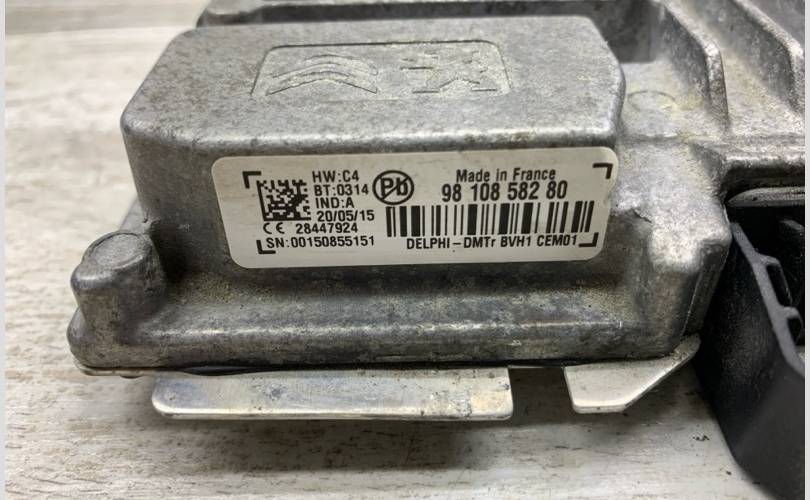 HW:C4
BT:0314
IND:A
20/05/15
CE 28447924
SN:00150855151
Pb
Made in France
98 108 582 80
DELPHI-DMTr BVH1 CEM01